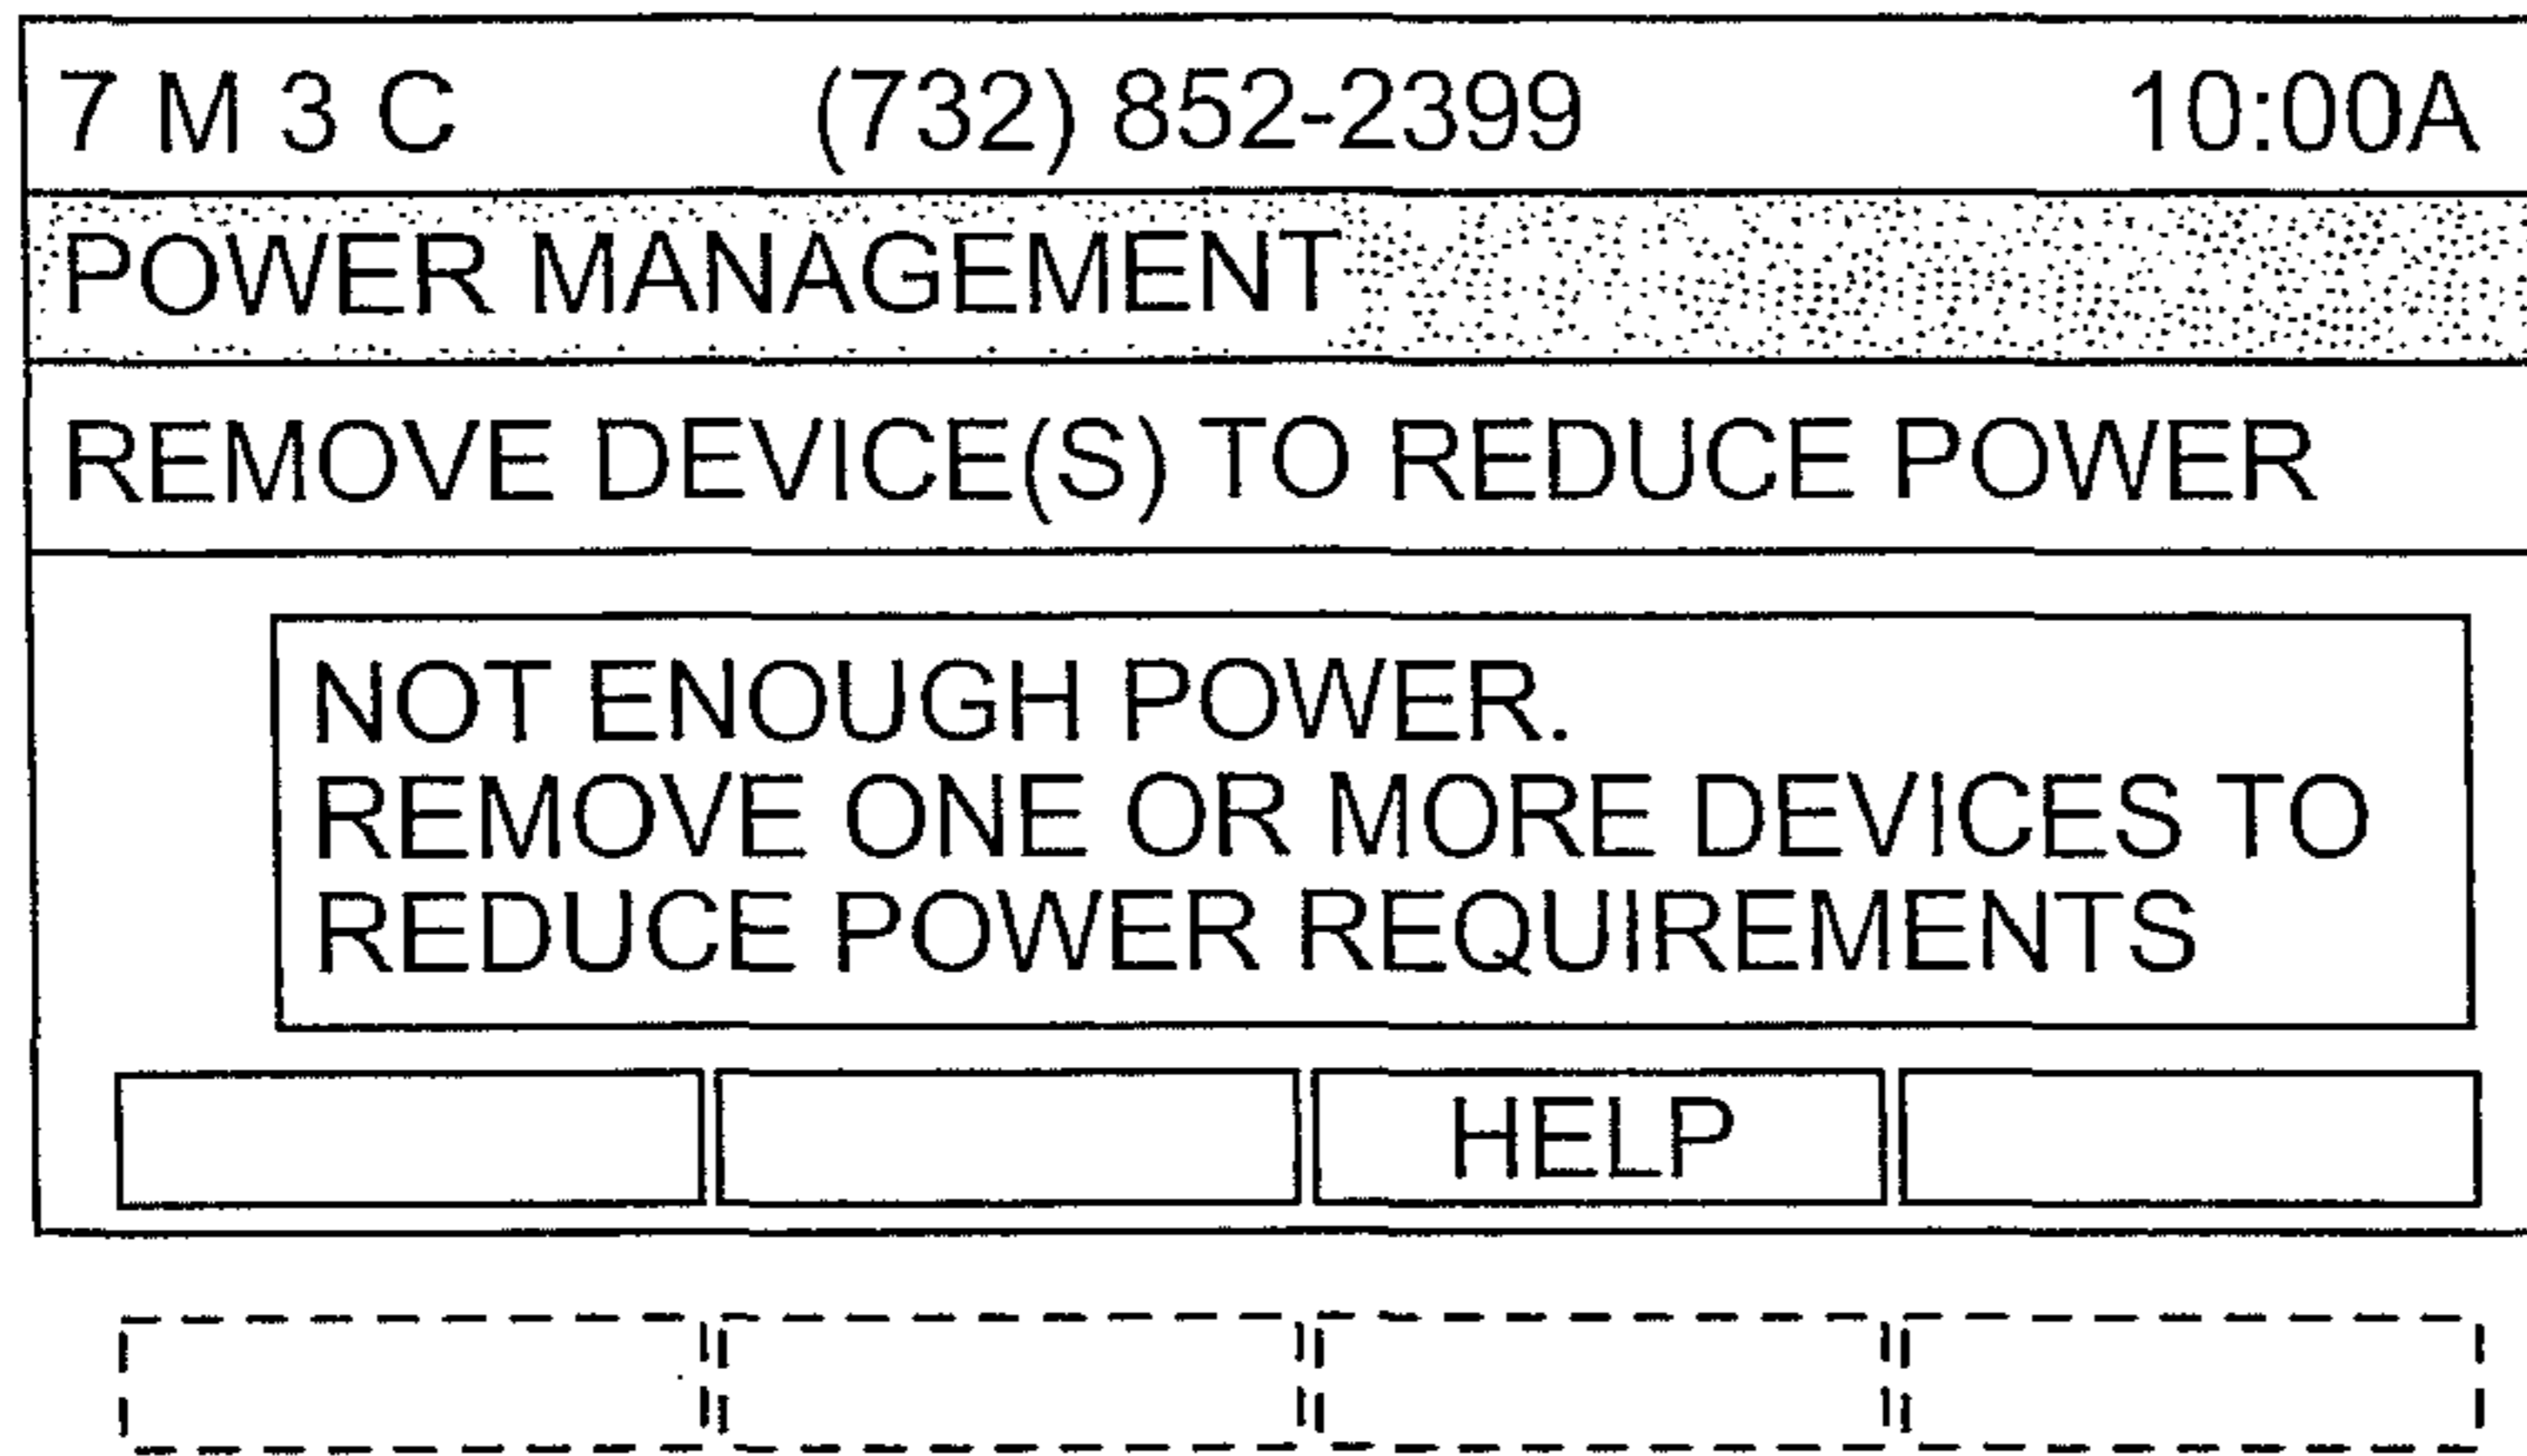 7 M 3 C (732) 852-2399 10:00A
POWER MANAGEMENT
REMOVE DEVICE(S) TO REDUCE POWER
NOT ENOUGH POWER.
REMOVE ONE OR MORE DEVICES TO
REDUCE POWER REQUIREMENTS
HELP